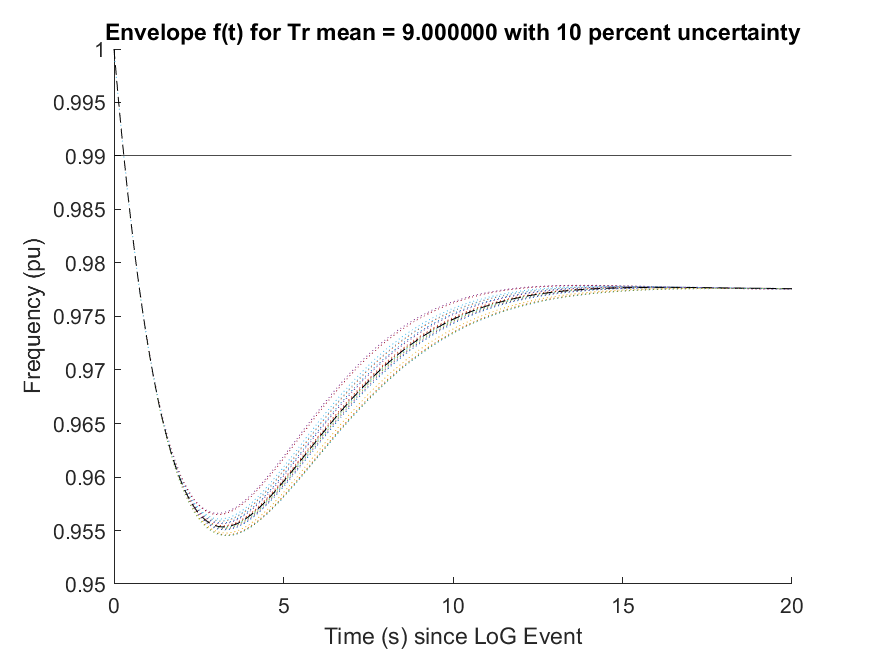 Envelope f(t) for Tr mean = 9.000000 with 10 percent uncertainty
1
0.995
0.99
0.985
0.98
0.975
0.97
0.965
0.96
0.955
0.95
Frequency (pu)
0 5 10 15 20
Time (s) since LoG Event